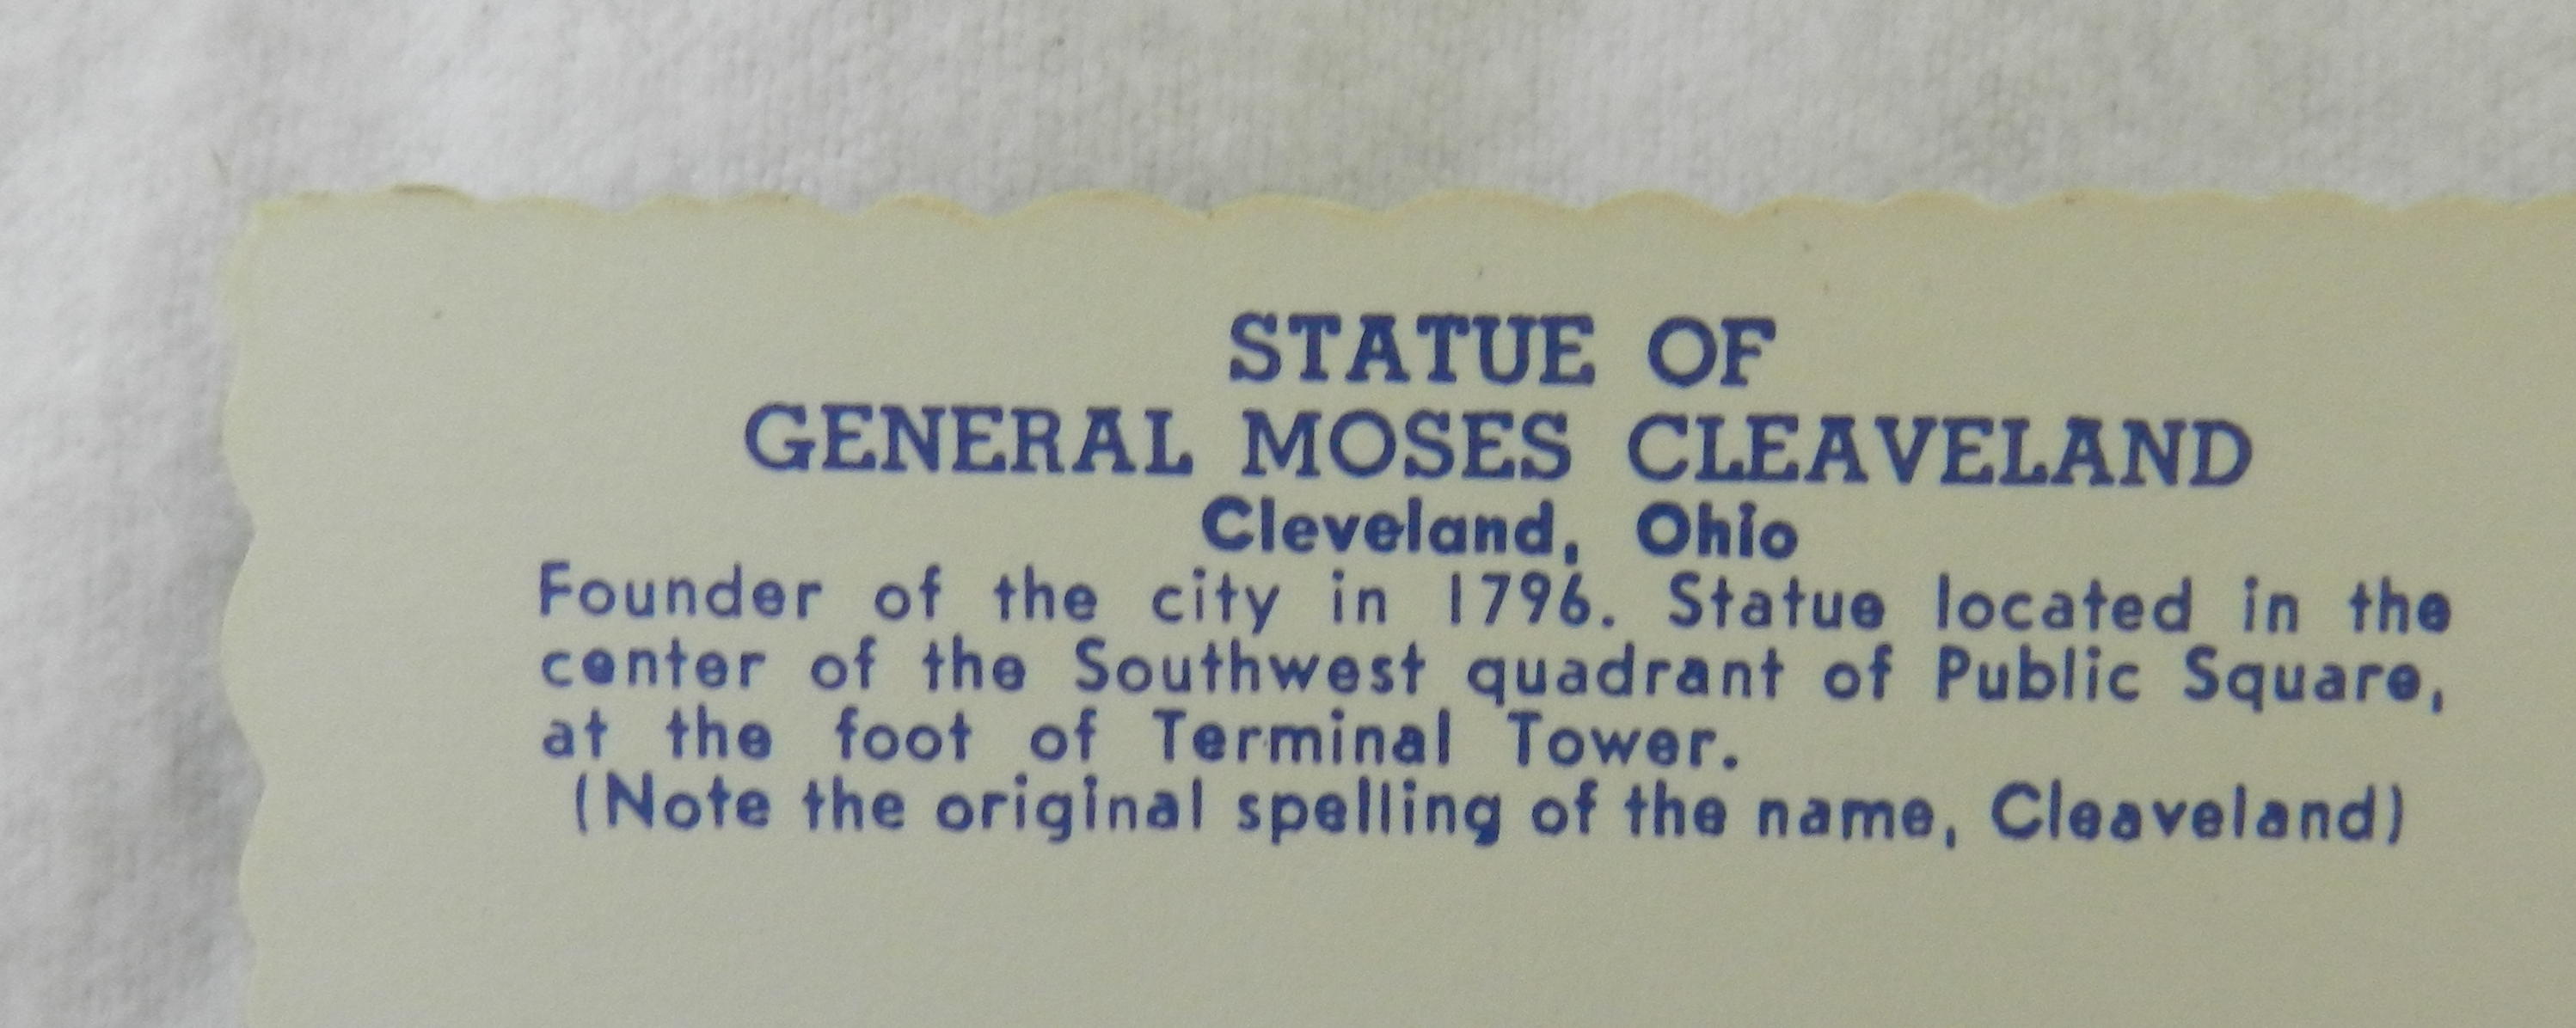 STATUE OF
GENERAL MOSES CLEAVELAND
Cleveland, Ohio
Founder of the city in 1796. Statue located in the
center of the Southwest quadrant of Public Square,
at the foot of Terminal Tower.
(Note the original spelling of the name, Cleaveland)